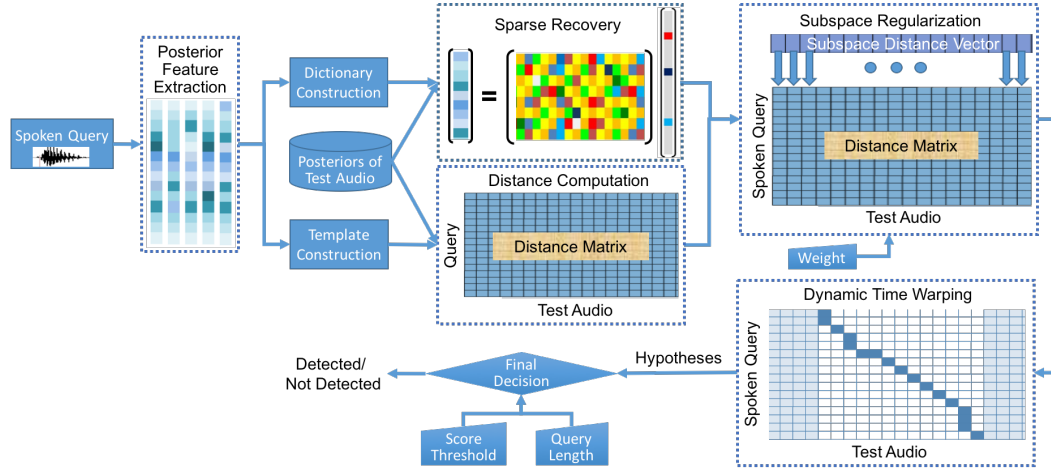 Spoken Query
Posterior
Feature
Extraction
Dictionary
Construction
Posteriors of
Test Audio
Template
Construction
Sparse Recovery
=
Distance Computation
Query
Distance Matrix
Test Audio
Subspace Regularization
Subspace Distance Vector
Spoken Query
Distance Matrix
Test Audio
Weight
Dynamic Time Warping
Spoken Query
Test Audio
Hypotheses
Final
Decision
Detected/
Not Detected
Score
Threshold
Query
Length